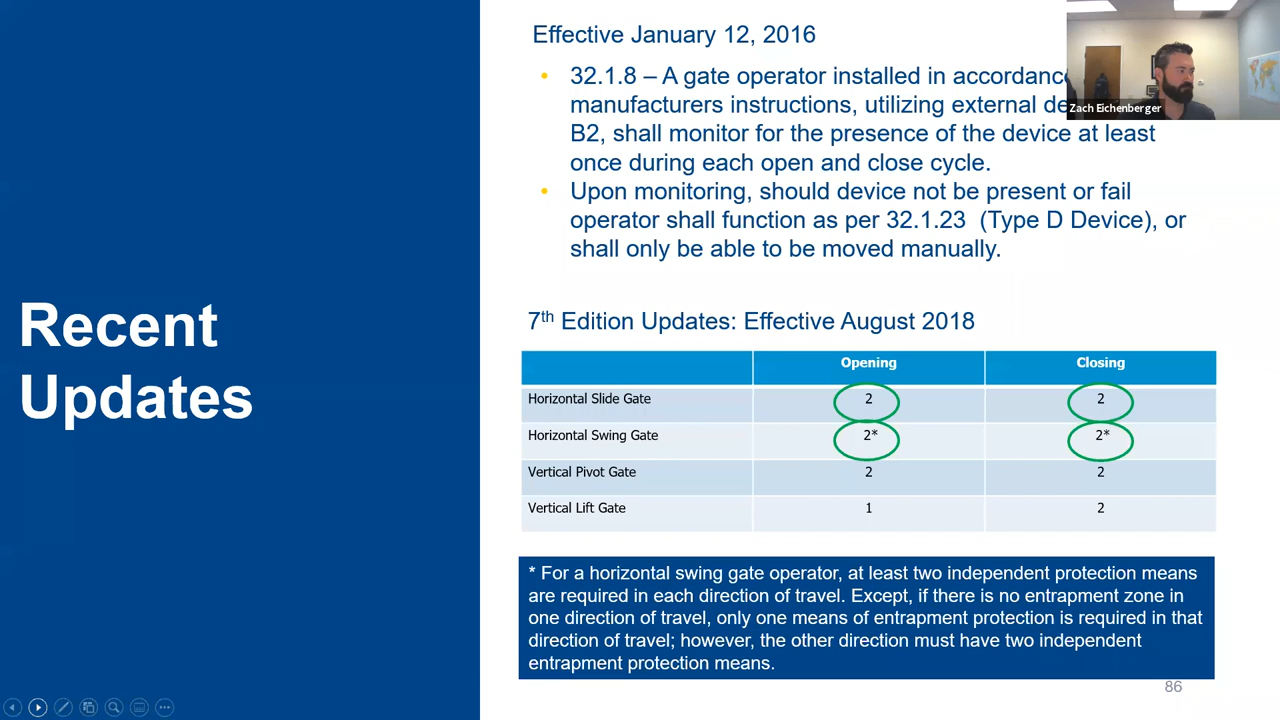 Effective January 12, 2016
• 32.1.8 – A gate operator installed in accordance
manufacturers instructions, utilizing external
B2, shall monitor for the presence of the device at least
once during each open and close cycle.
• Upon monitoring, should device not be present or fail
operator shall function as per 32.1.23 (Type D Device), or
shall only be able to be moved manually.
Zach Eichenberger
Recent
Updates
7th Edition Updates: Effective August 2018
Opening Closing
Horizontal Slide Gate 2 2
Horizontal Swing Gate 2* 2*
Vertical Pivot Gate 2 2
Vertical Lift Gate 1 2
* For a horizontal swing gate operator, at least two independent protection means
are required in each direction of travel. Except, if there is no entrapment zone in
one direction of travel, only one means of entrapment protection is required in that
direction of travel; however, the other direction must have two independent
entrapment protection means.
86